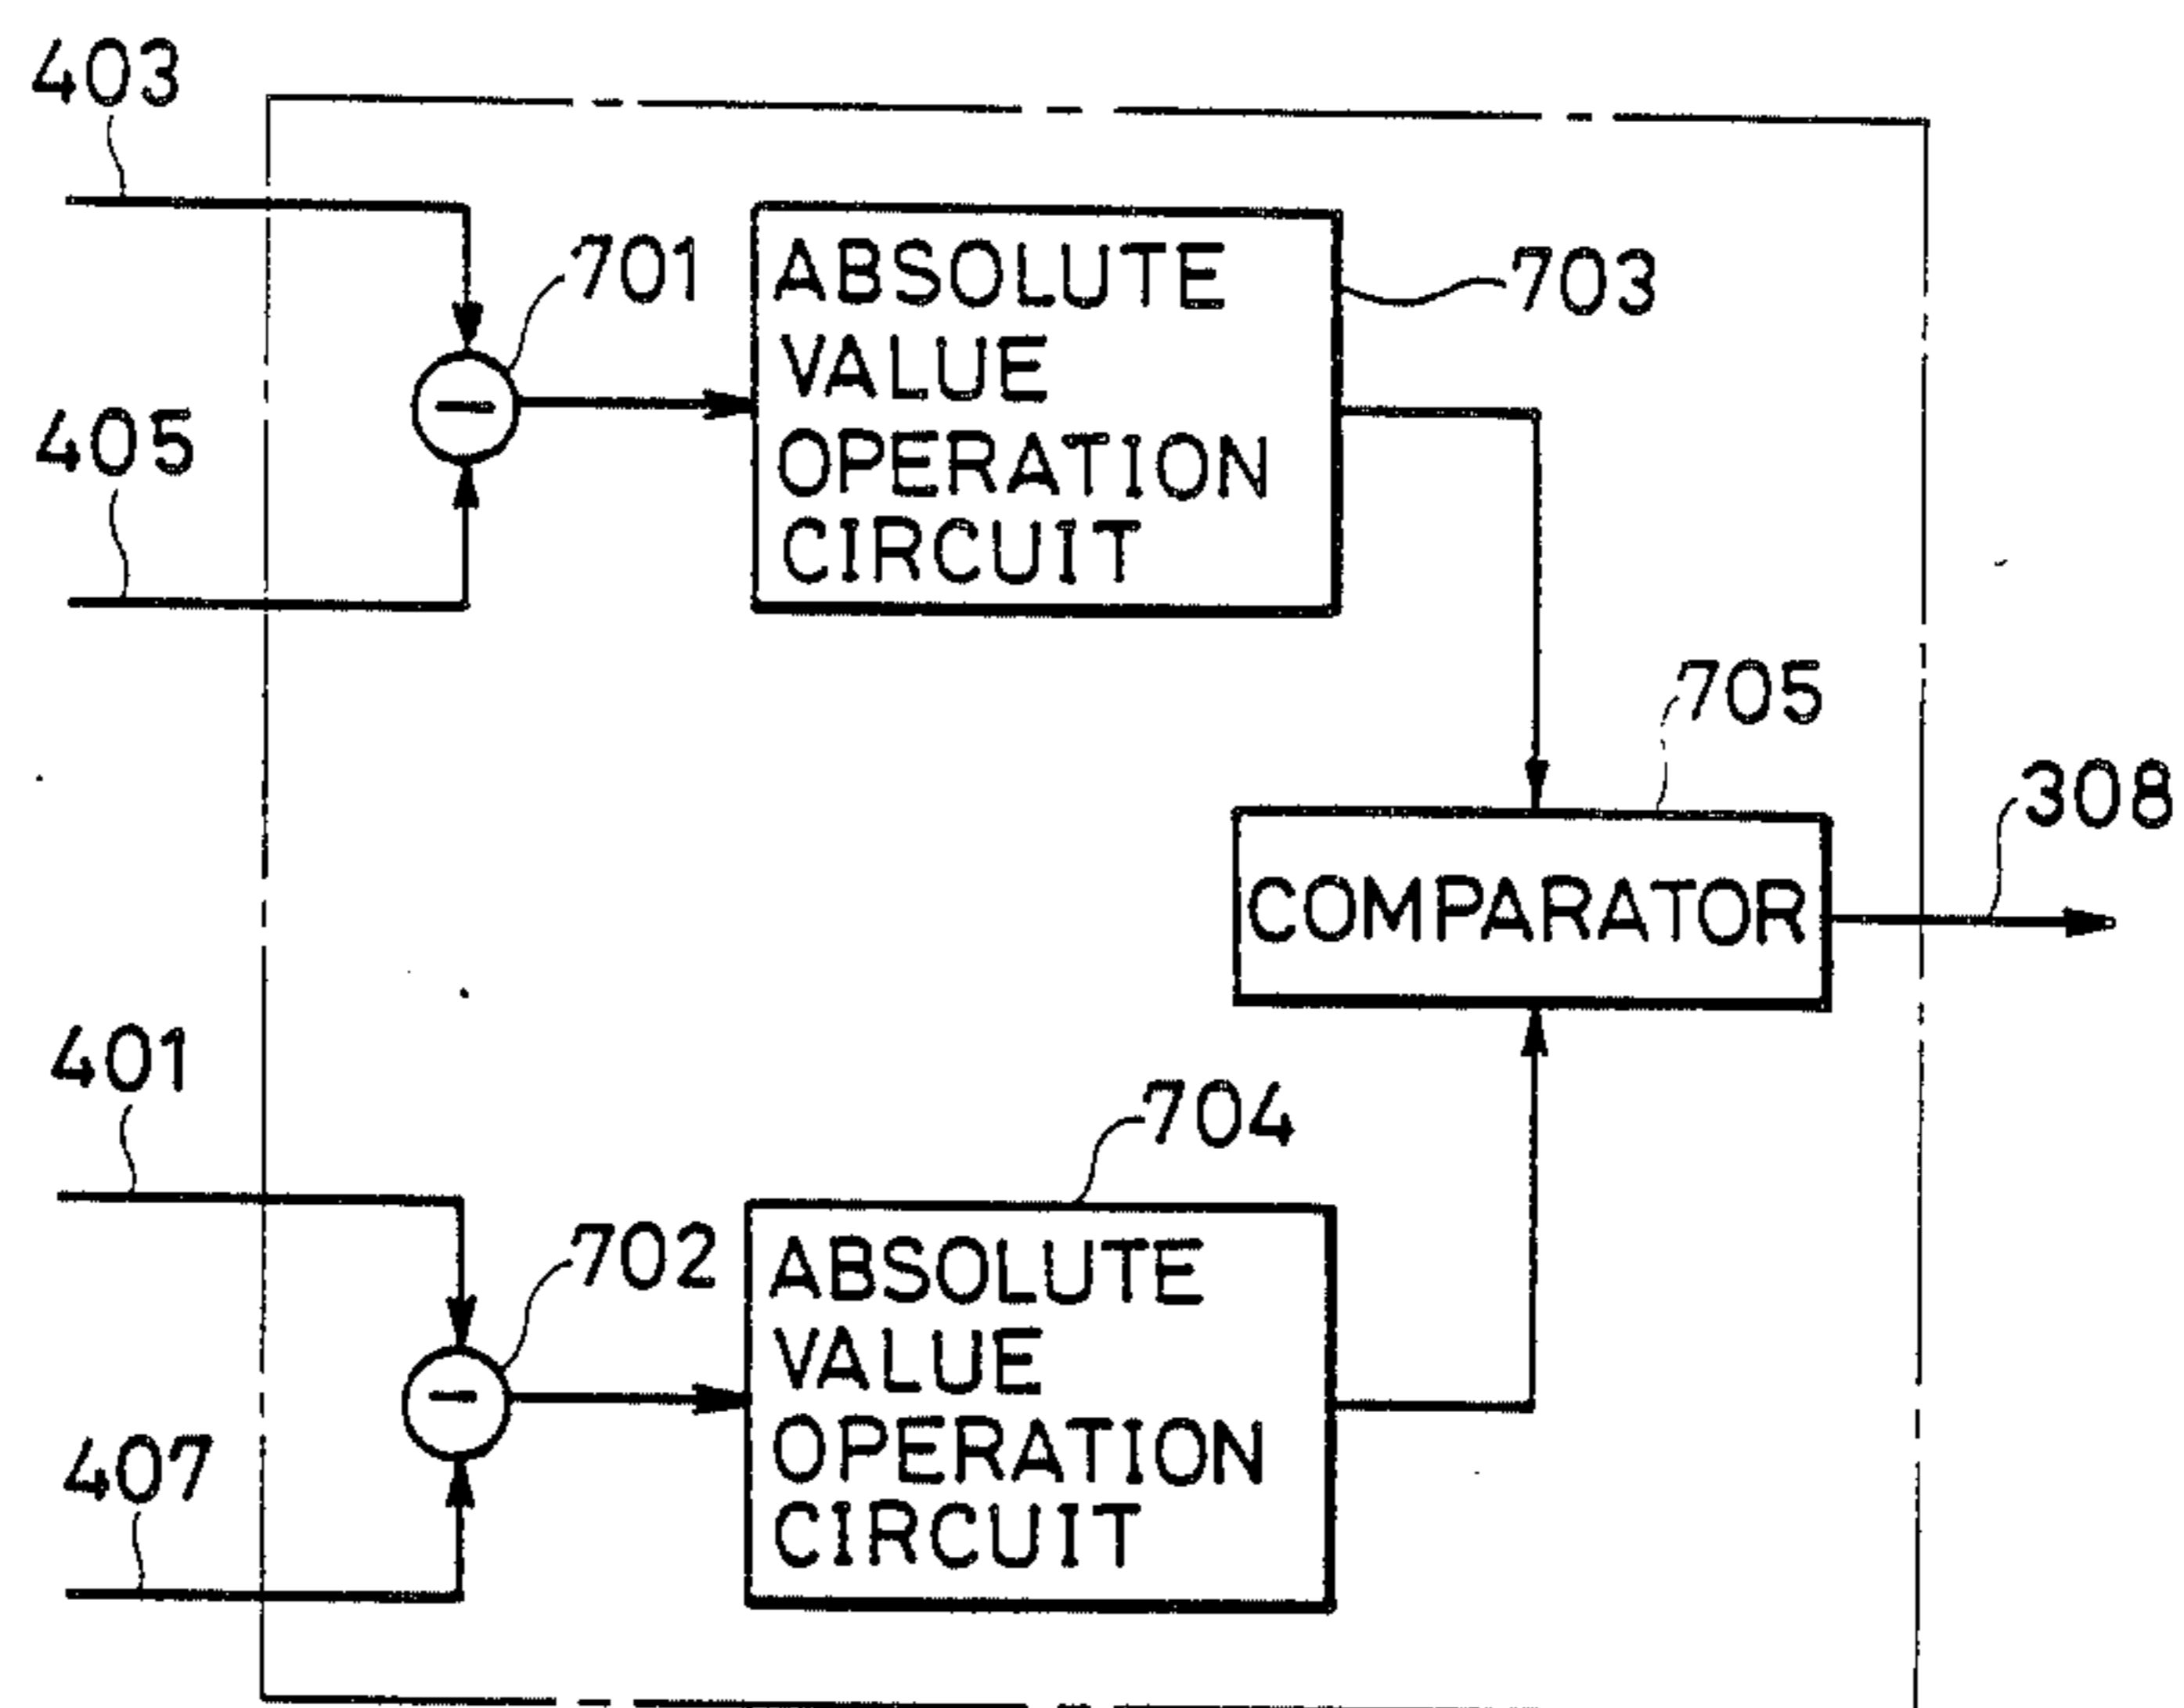 403
701
ABSOLUTE
VALUE
OPERATION
CIRCUIT
703
405
705
308
COMPARATOR
401
704
702
ABSOLUTE
VALUE
OPERATION
CIRCUIT
407